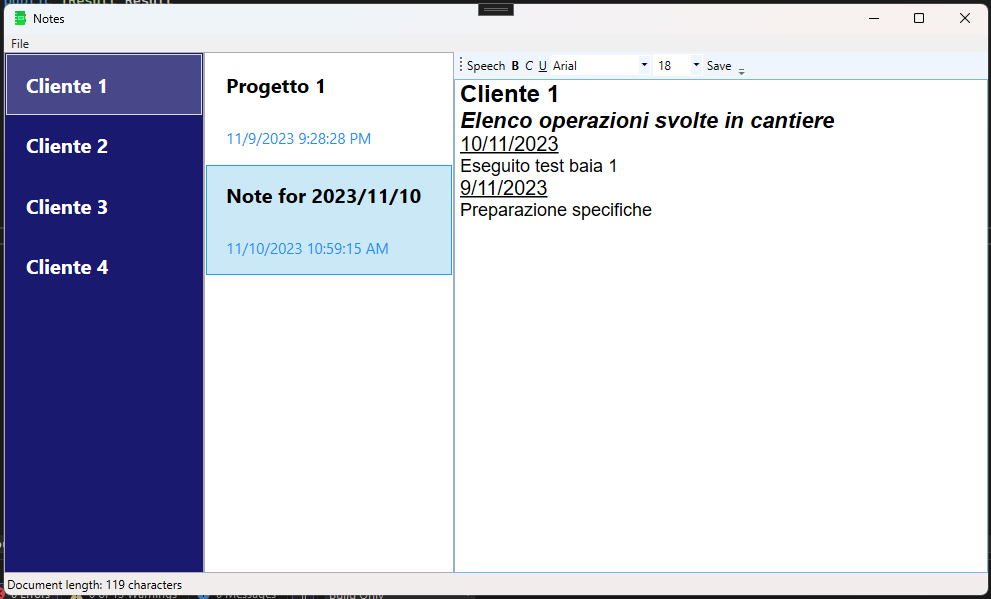 Notes
File
Cliente 1
Cliente 2
Cliente 3
Cliente 4
Progetto 1
11/9/2023 9:28:28 PM
Note for 2023/11/10
11/10/2023 10:59:15 AM
Speech B C U Arial 18 Save
Cliente 1
Elenco operazioni svolte in cantiere
10/11/2023
Eseguito test baia 1
9/11/2023
Preparazione specifiche
Document length: 119 characters